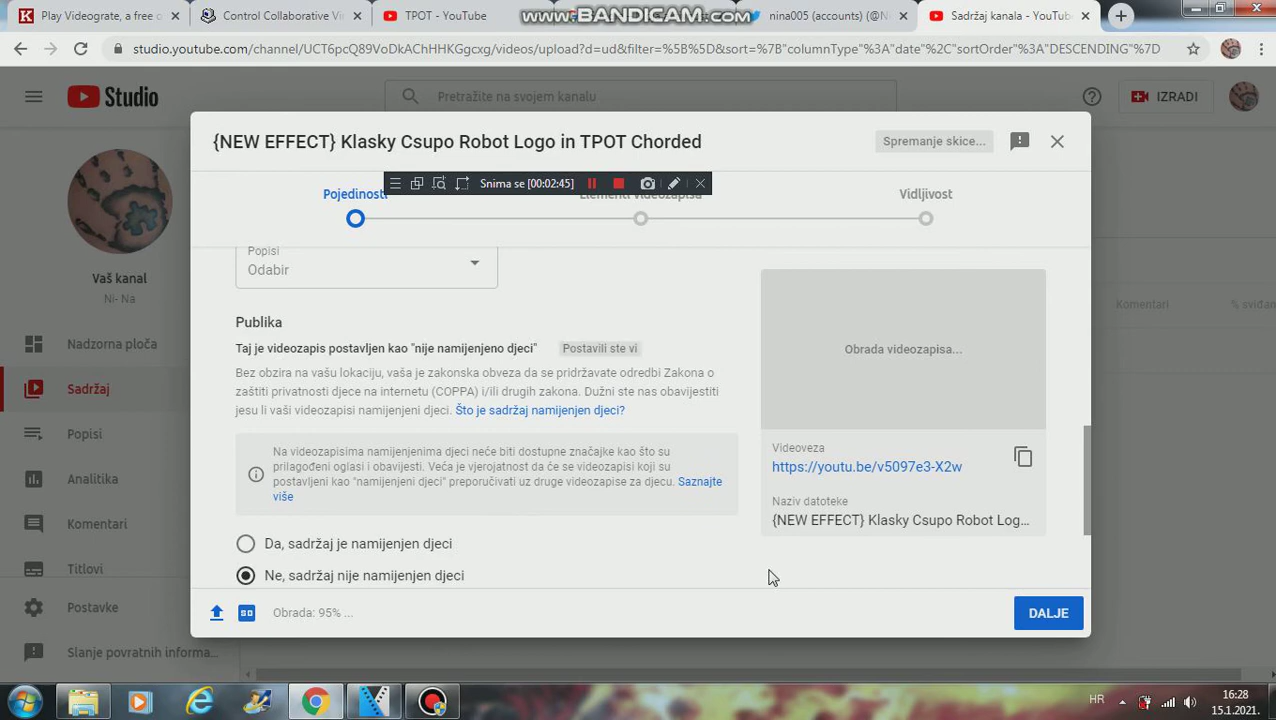 Play Videograte, a free o
Control Collaborative Vi
TPOT - YouTube
www.BANDICAM.com
nina005 (accounts) (@Ni
Sadržaj kanala - YouTube
studio.youtube.com/channel/UCT6pcQ89VoDkAChHHKGgcxg/videos/upload?d=ud&filter=%5B%5D&sort=%7B"columnType"%3A"date"%2C"sortOrder"%3A"DESCENDING"%7D
Studio
Pretražite na svojem kanalu
IZRADI
{NEW EFFECT} Klasky Csupo Robot Logo in TPOT Chorded
Spremanje skice...
Snima se [00:02:45]
Pojedinosti
Elementi videozapisa
Vidljivost
Vaš kanal
Ni- Na
Nadzorna ploča
Sadržaj
Popisi
Analitika
Komentari
Titlovi
Postavke
Slanje povratnih informa...
Popisi
Odabir
Publika
Taj je videozapis postavljen kao "nije namijenjeno djeci"
Postavili ste vi
Bez obzira na vašu lokaciju, vaša je zakonska obveza da se pridržavate odredbi Zakona o
zaštiti privatnosti djece na internetu (COPPA) i/ili drugih zakona. Dužni ste nas obavijestiti
jesu li vaši videozapisi namijenjeni djeci. Što je sadržaj namijenjen djeci?
Na videozapisima namijenjenima djeci neće biti dostupne značajke kao što su
prilagođeni oglasi i obavijesti. Veća je vjerojatnost da će se videozapisi koji su
postavljeni kao "namijenjeni djeci" preporučivati uz druge videozapise za djecu. Saznajte
više
Da, sadržaj je namijenjen djeci
Ne, sadržaj nije namijenjen djeci
Obrada videozapisa...
Videoveza
https://youtu.be/v5097e3-X2w
Naziv datoteke
{NEW EFFECT} Klasky Csupo Robot Log...
Komentari
% sviđan
SD
Obrada: 95% ...
DALJE
HR
16:28
15.1.2021.